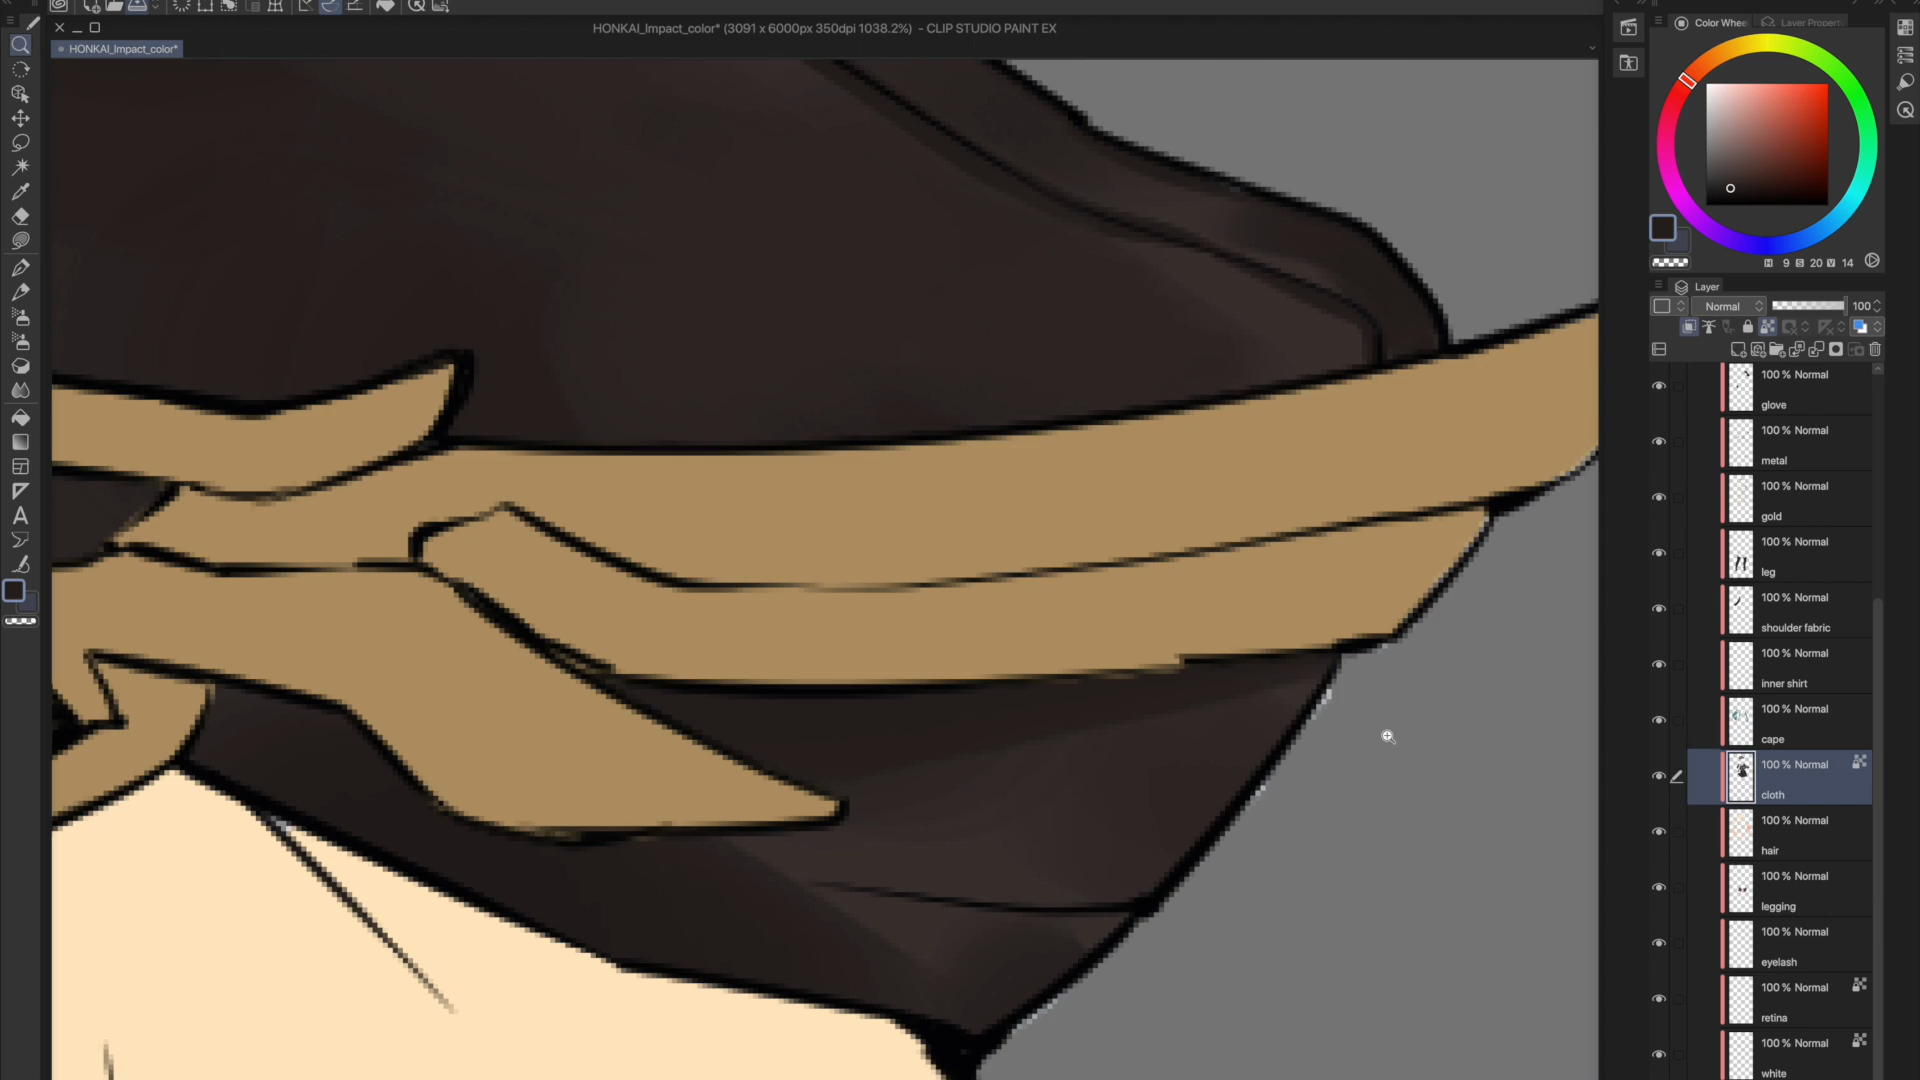 HONKAI_Impact_color* (3091 x 6000px 350dpi 1038.2%) - CLIP STUDIO PAINT EX
HONKAI_Impact_color*
Color Whee
Layer Propert
H 9 S 20 V 14
Layer
Normal 100
100 % Normal
glove
100 % Normal
metal
100 % Normal
gold
100 % Normal
leg
100 % Normal
shoulder fabric
100 % Normal
inner shirt
100 % Normal
cape
100 % Normal
cloth
100 % Normal
hair
100 % Normal
legging
100 % Normal
eyelash
100 % Normal
retina
100 % Normal
white